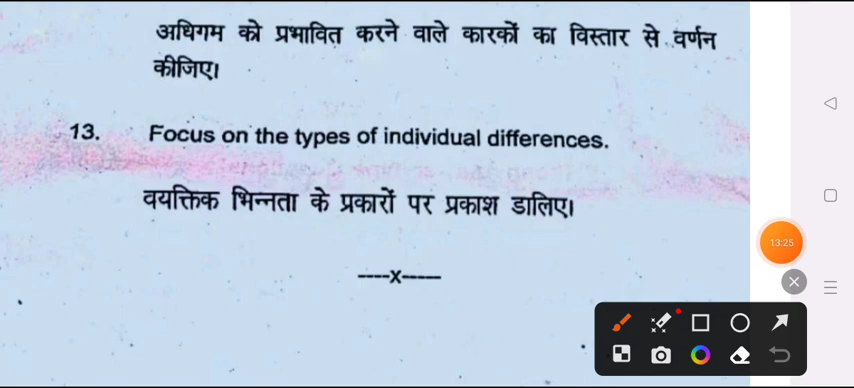 अधिगम को प्रभावित करने वाले कारकों का विस्तार से वर्णन
कीजिए।
13. Focus on the types of individual differences.
वयक्तिक भिन्नता के प्रकारों पर प्रकाश डालिए।
----x-----
13:25